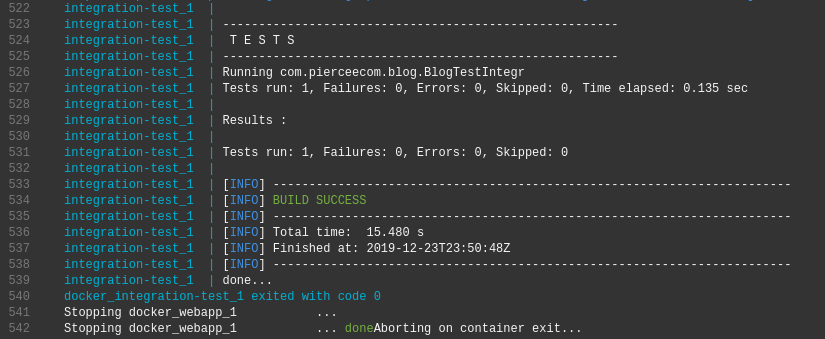 522 integration-test_1 |
523 integration-test_1 | -------------------------------------------------------
524 integration-test_1 | T E S T S
525 integration-test_1 | -------------------------------------------------------
526 integration-test_1 | Running com.pierceecom.blog.BlogTestIntegr
527 integration-test_1 | Tests run: 1, Failures: 0, Errors: 0, Skipped: 0, Time elapsed: 0.135 sec
528 integration-test_1 |
529 integration-test_1 | Results :
530 integration-test_1 |
531 integration-test_1 | Tests run: 1, Failures: 0, Errors: 0, Skipped: 0
532 integration-test_1 |
533 integration-test_1 | [INFO] ------------------------------------------------------------------------
534 integration-test_1 | [INFO] BUILD SUCCESS
535 integration-test_1 | [INFO] ------------------------------------------------------------------------
536 integration-test_1 | [INFO] Total time:  15.480 s
537 integration-test_1 | [INFO] Finished at: 2019-12-23T23:50:48Z
538 integration-test_1 | [INFO] ------------------------------------------------------------------------
539 integration-test_1 | done...
540 docker_integration-test_1 exited with code 0
541 Stopping docker_webapp_1           ...
542 Stopping docker_webapp_1           ... doneAborting on container exit...